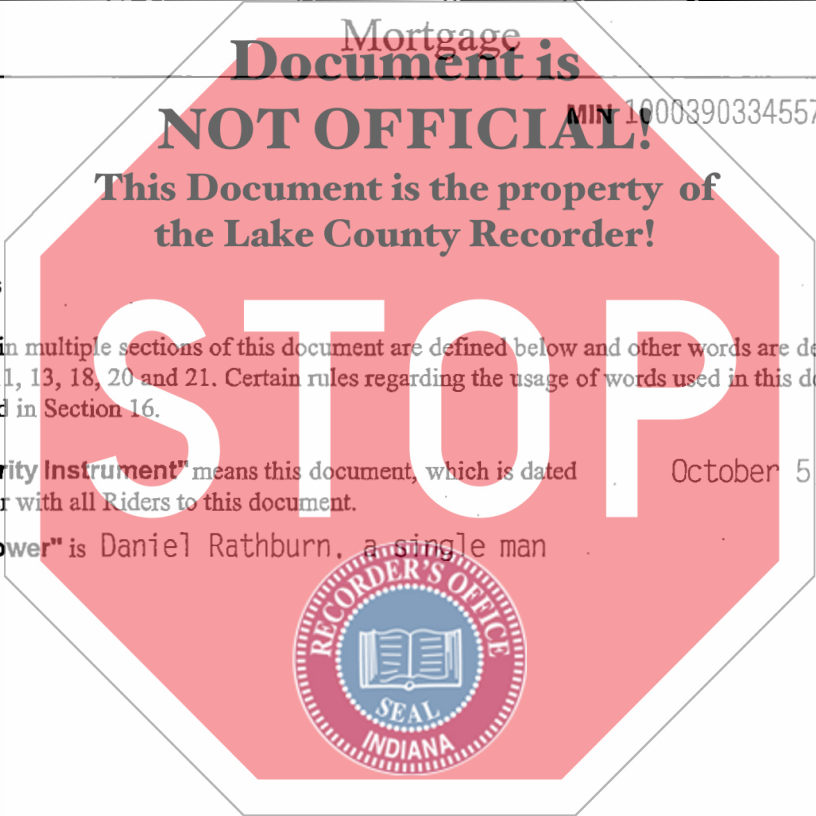 Mortgage
Document is
NOT OFFICIAL!
MIN 1000390334557
This Document is the property of
the Lake County Recorder!
in multiple sections of this document are defined below and other words are de
1, 13, 18, 20 and 21. Certain rules regarding the usage of words used in this do
d in Section 16.
STOP
rity Instrument" means this document, which is dated October 5
r with all Riders to this document.
ower" is Daniel Rathburn, a single man
RECORDER'S OFFICE
SEAL
INDIANA